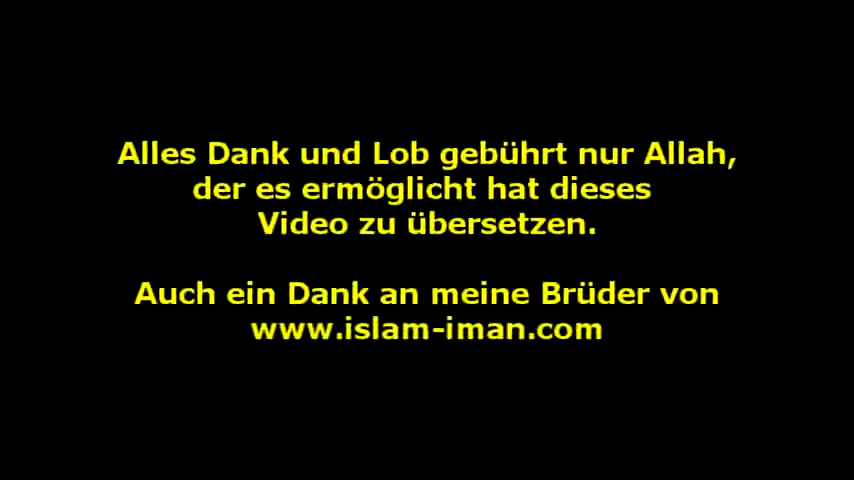 Alles Dank und Lob gebührt nur Allah,
der es ermöglicht hat dieses
Video zu übersetzen.
Auch ein Dank an meine Brüder von
www.islam-iman.com